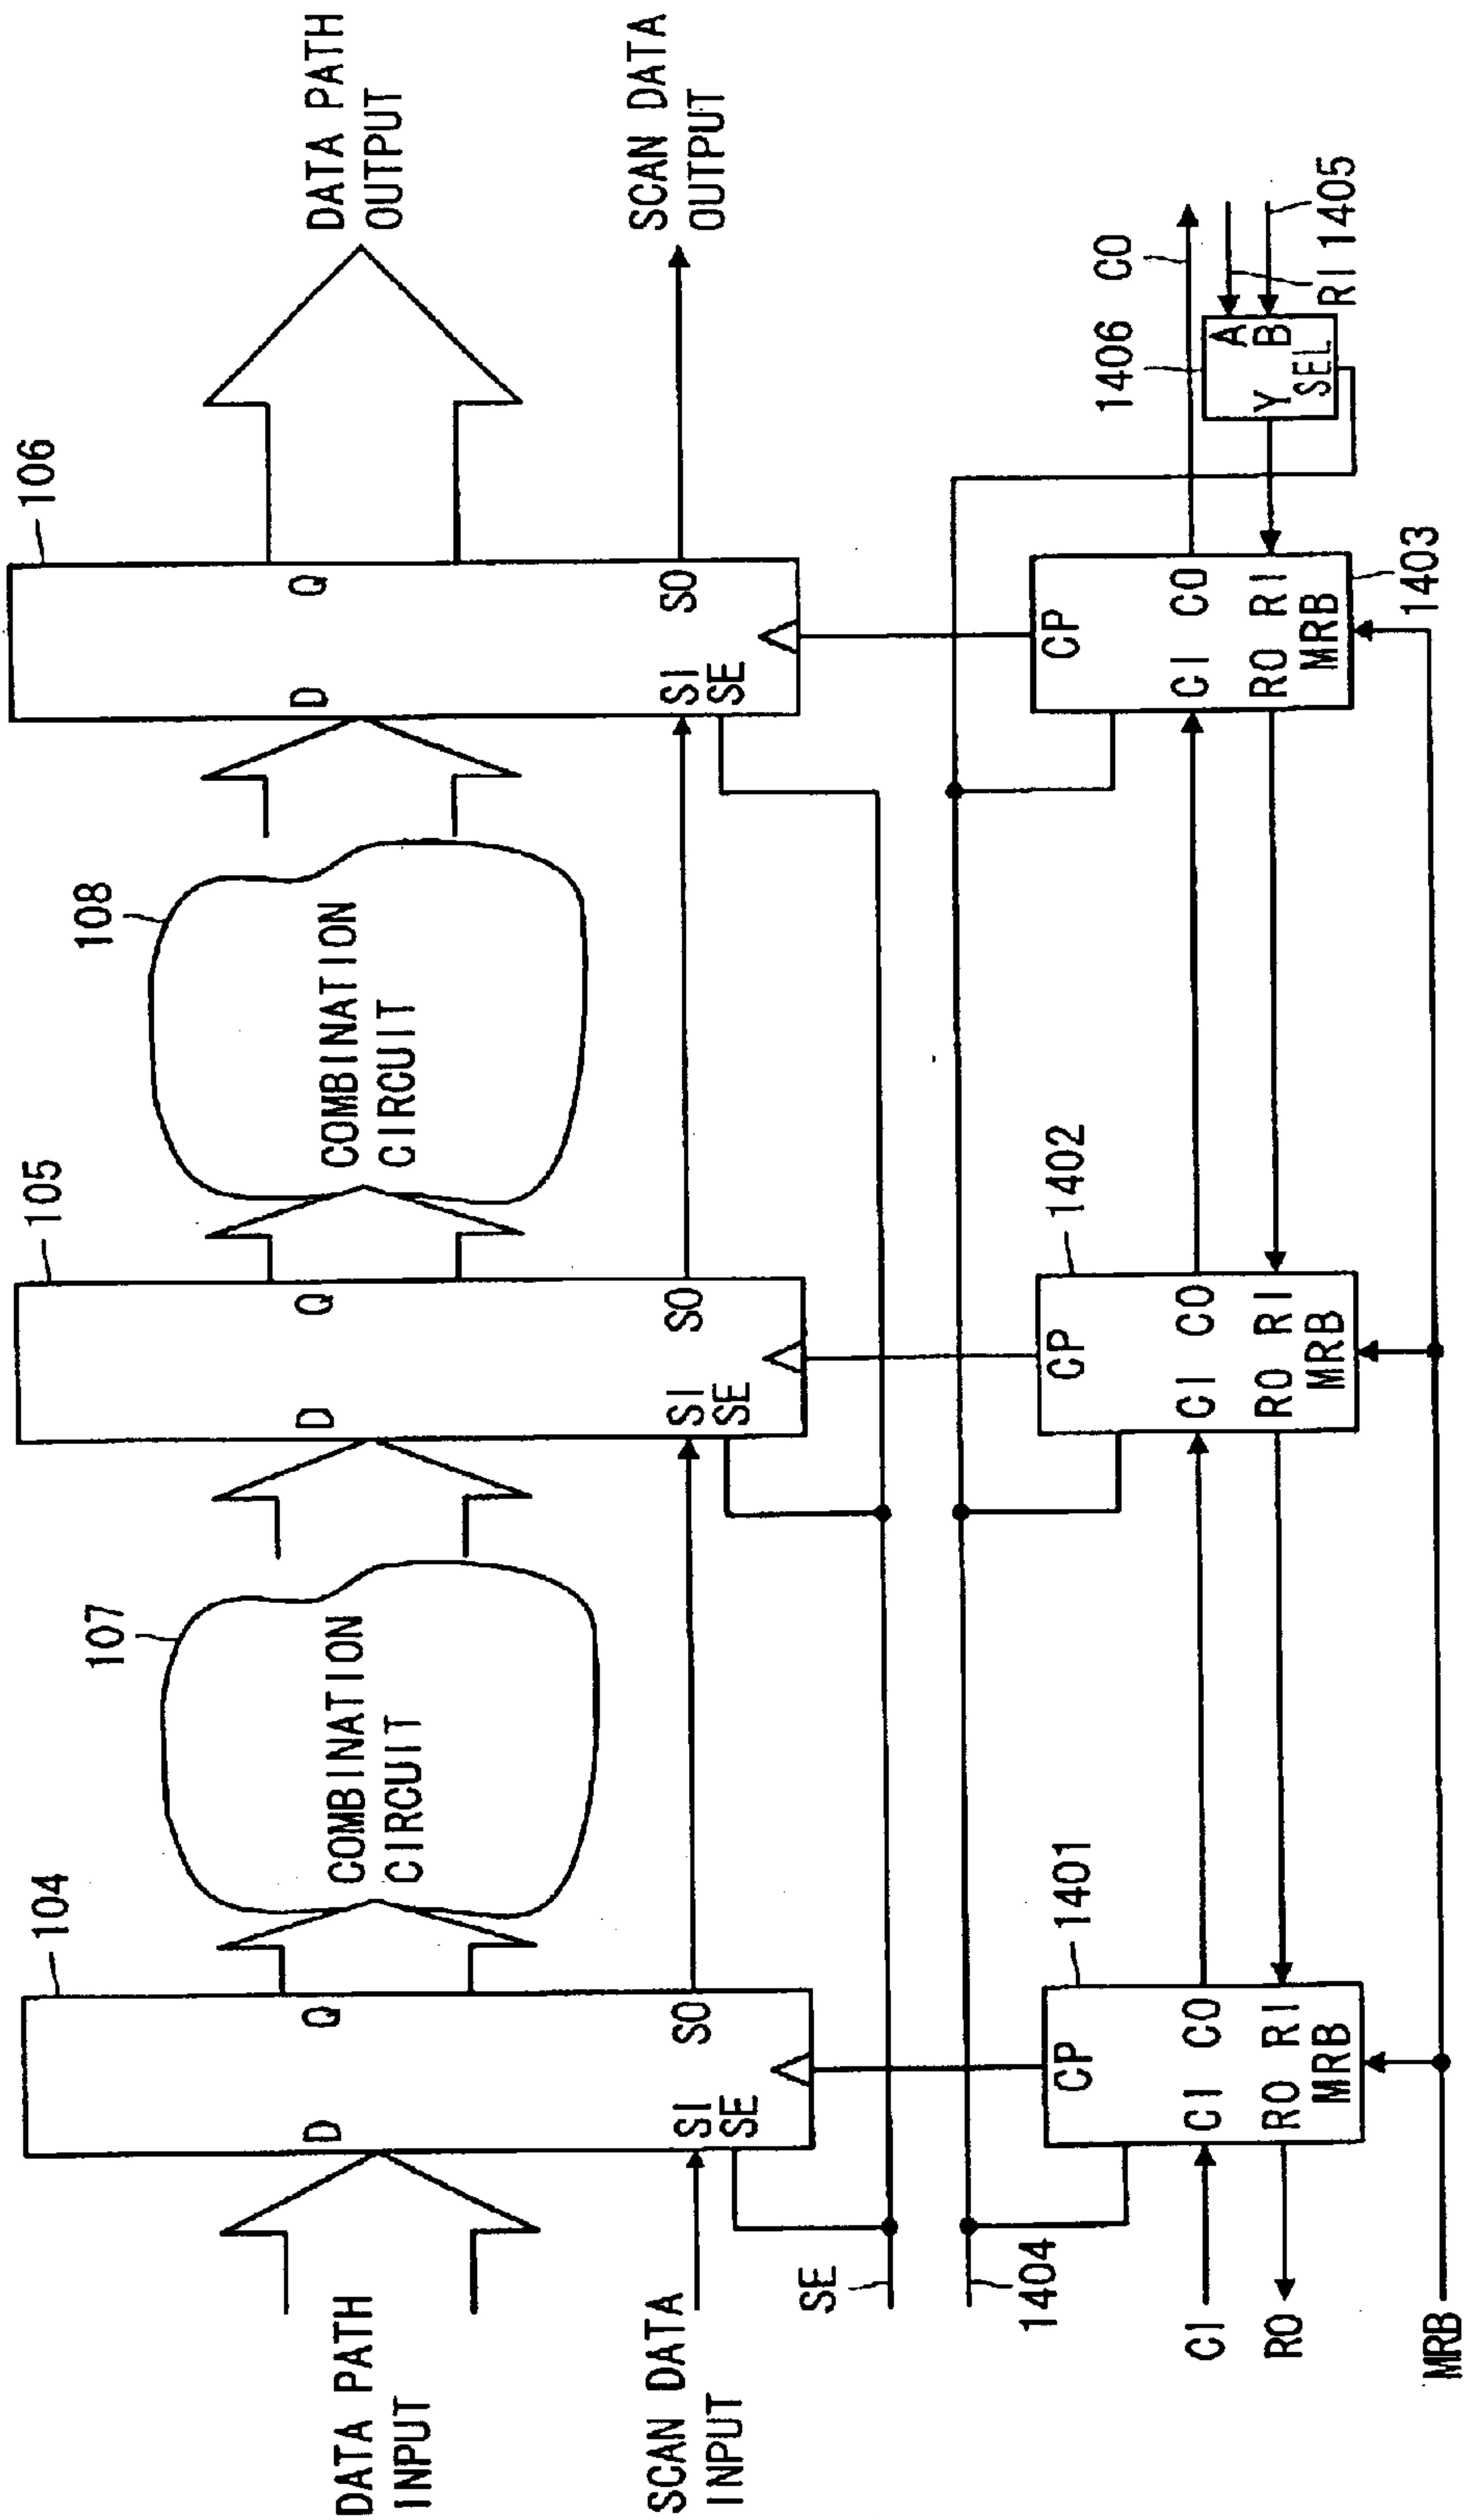 106
105
104
108
107
DATA PATH
INPUT
D
Q
COMBINATION
CIRCUIT
D
Q
COMBINATION
CIRCUIT
D
Q
DATA PATH
OUTPUT
SCAN DATA
INPUT
SI
SO
SE
SI
SO
SE
SI
SO
SE
SCAN DATA
OUTPUT
SE
1404
1401
1402
1406
CO
CP
CP
CP
CI
CI CO
CI CO
CI CO
A
Y B
SEL
RO
RO RI
RO RI
RO RI
RI 1405
MRB
MRB
MRB
1403
MRB